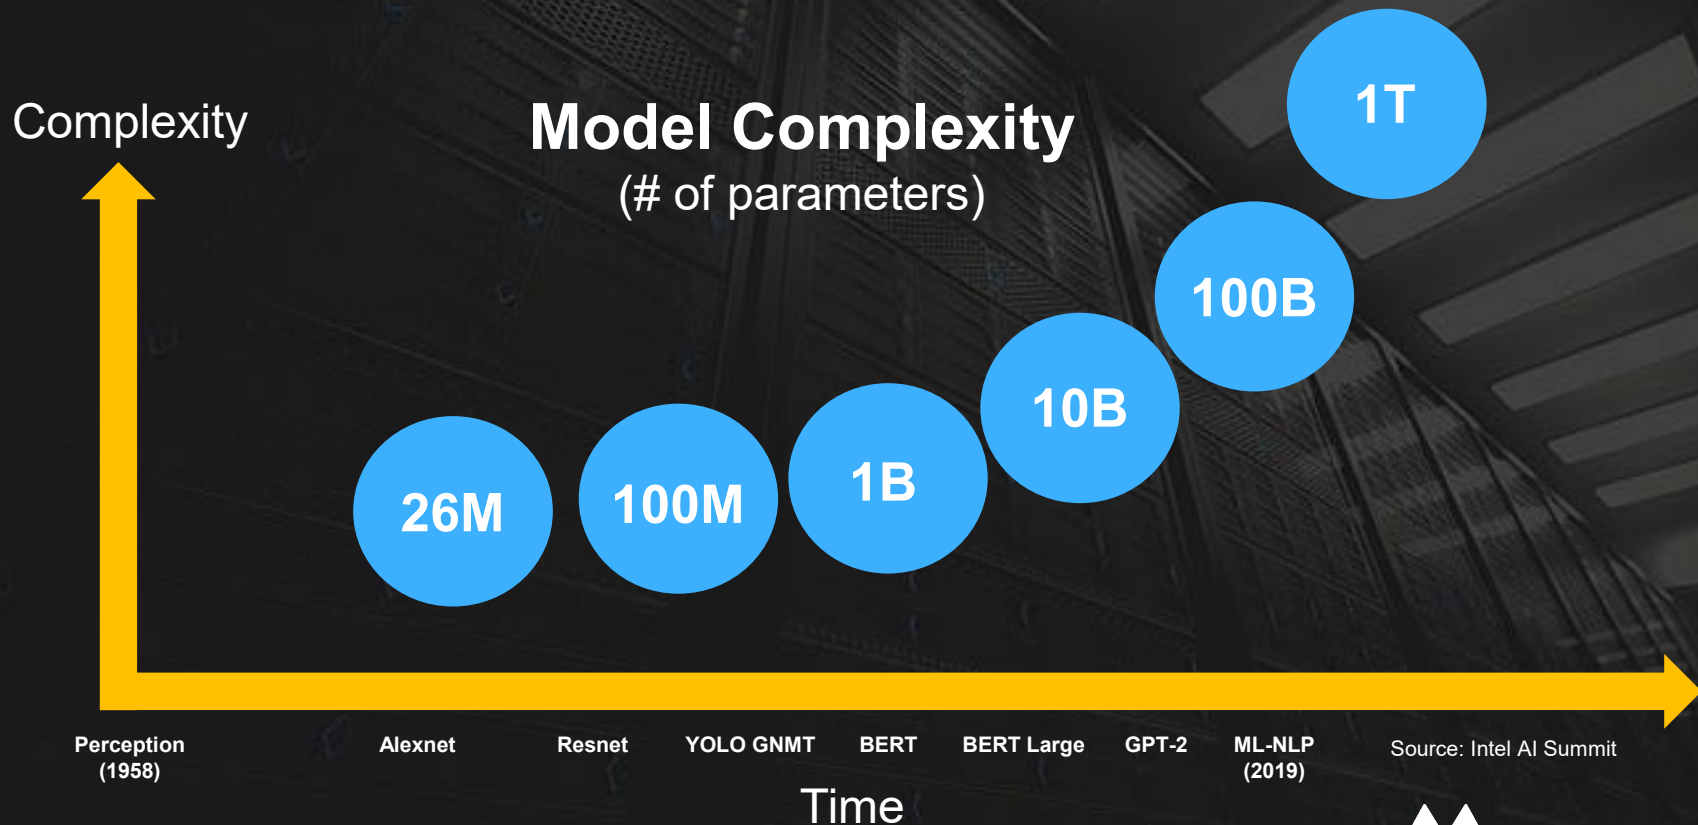 Complexity
Model Complexity
(# of parameters)
1T
100B
10B
1B
100M
26M
Perception
(1958)
Alexnet
Resnet
YOLO GNMT
BERT
BERT Large
GPT-2
ML-NLP
(2019)
Source: Intel AI Summit
Time